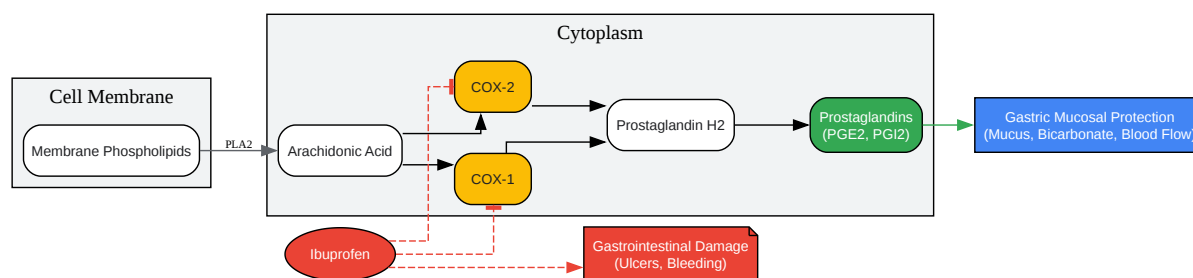 Cytoplasm
Cell Membrane
Membrane Phospholipids
PLA2
Arachidonic Acid
COX-2
COX-1
Prostaglandin H2
Prostaglandins
(PGE2, PGI2)
Gastric Mucosal Protection
(Mucus, Bicarbonate, Blood Flow)
Ibuprofen
Gastrointestinal Damage
(Ulcers, Bleeding)